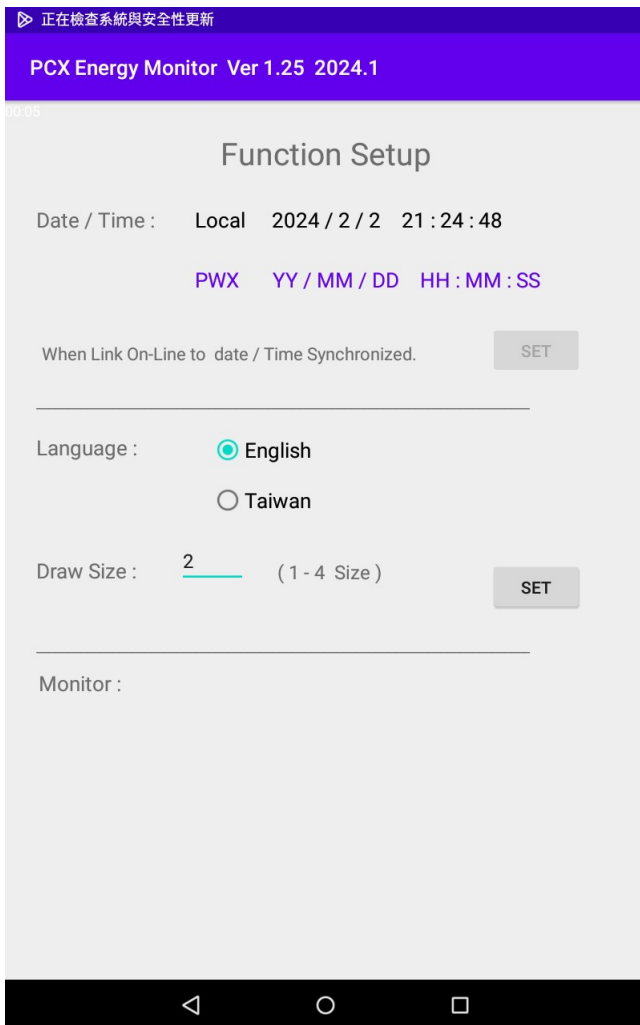 正在檢查系統與安全性更新
PCX Energy Monitor Ver 1.25 2024.1
00:05
Function Setup
Date / Time : Local 2024 / 2 / 2 21 : 24 : 48
PWX YY / MM / DD HH : MM : SS
When Link On-Line to date / Time Synchronized. SET
Language : English
Taiwan
Draw Size : 2 ( 1 - 4 Size )
SET
Monitor :